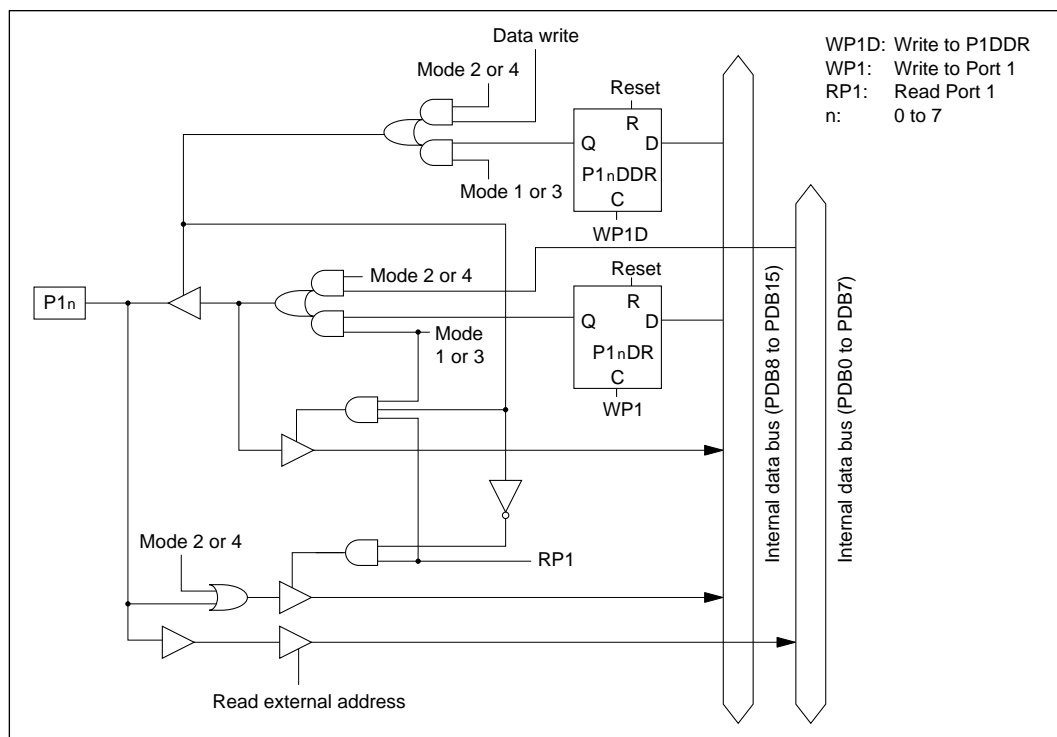 Data write
WP1D: Write to P1DDR
WP1: Write to Port 1
RP1: Read Port 1
n: 0 to 7
Mode 2 or 4
Reset
R
Q D
P1nDDR
C
Mode 1 or 3
WP1D
Mode 2 or 4
Reset
R
P1n
Q D
Mode
1 or 3
P1nDR
C
WP1
Internal data bus (PDB8 to PDB15)
Internal data bus (PDB0 to PDB7)
Mode 2 or 4
RP1
Read external address